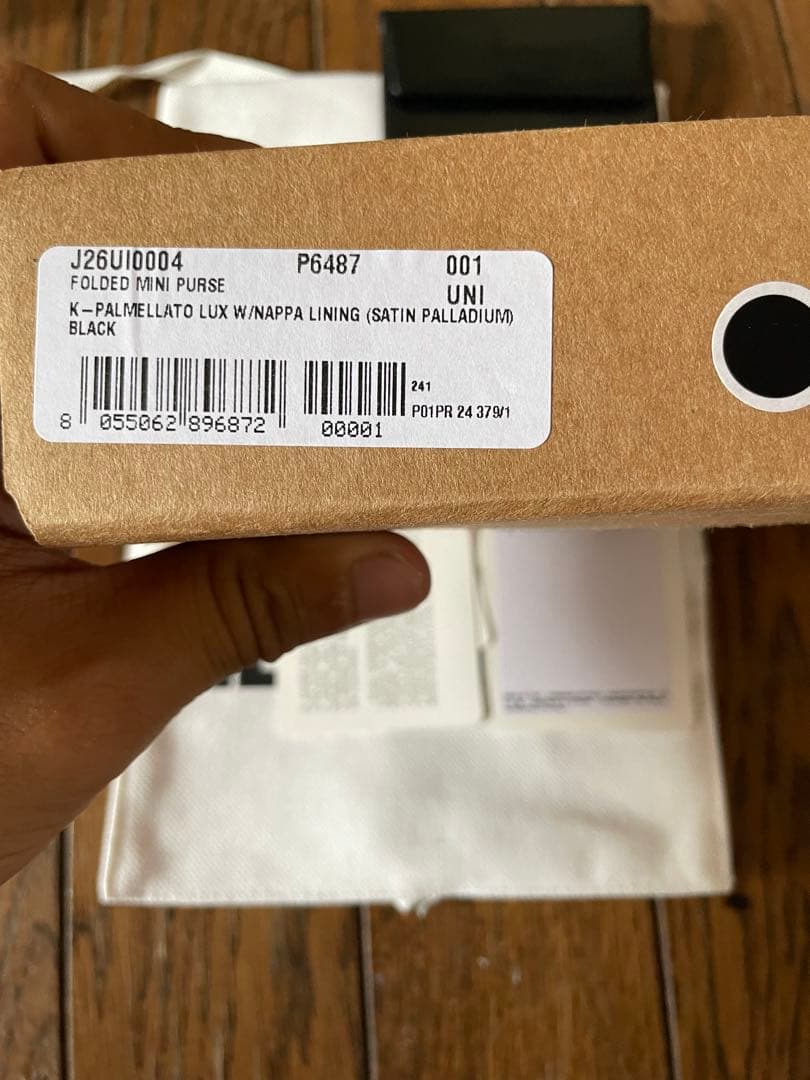 J26UI0004 P6487 001
FOLDED MINI PURSE UNI
K-PALMELLATO LUX W/NAPPA LINING (SATIN PALLADIUM)
BLACK
241
P01PR 24 379/1
8 055062 896872 00001